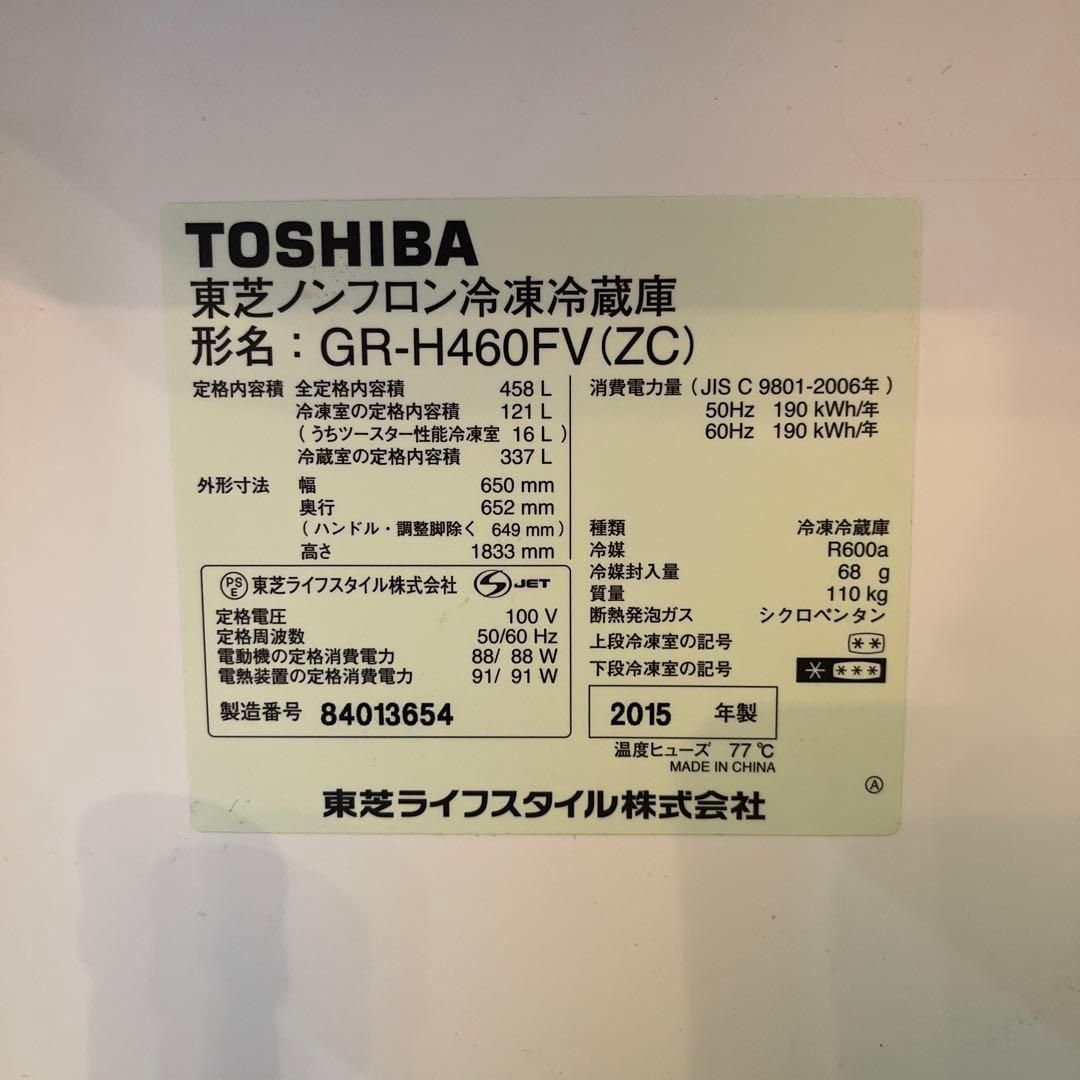 TOSHIBA
東芝ノンフロン冷凍冷蔵庫
形名：GR-H460FV(ZC)
定格内容積 全定格内容積 458 L
冷凍室の定格内容積 121 L
(うちツースター性能冷凍室 16 L)
冷蔵室の定格内容積 337 L
外形寸法 幅 650 mm
奥行 652 mm
(ハンドル・調整脚除く 649 mm)
高さ 1833 mm
PSE 東芝ライフスタイル株式会社 S JET
定格電圧 100 V
定格周波数 50/60 Hz
電動機の定格消費電力 88/ 88 W
電熱装置の定格消費電力 91/ 91 W
製造番号 84013654
消費電力量 (JIS C 9801-2006年)
50Hz 190 kWh/年
60Hz 190 kWh/年
種類 冷凍冷蔵庫
冷媒 R600a
冷媒封入量 68 g
質量 110 kg
断熱発泡ガス シクロペンタン
上段冷凍室の記号 **
下段冷凍室の記号 * ***
2015 年製
温度ヒューズ 77 ℃
MADE IN CHINA
Ⓐ
東芝ライフスタイル株式会社